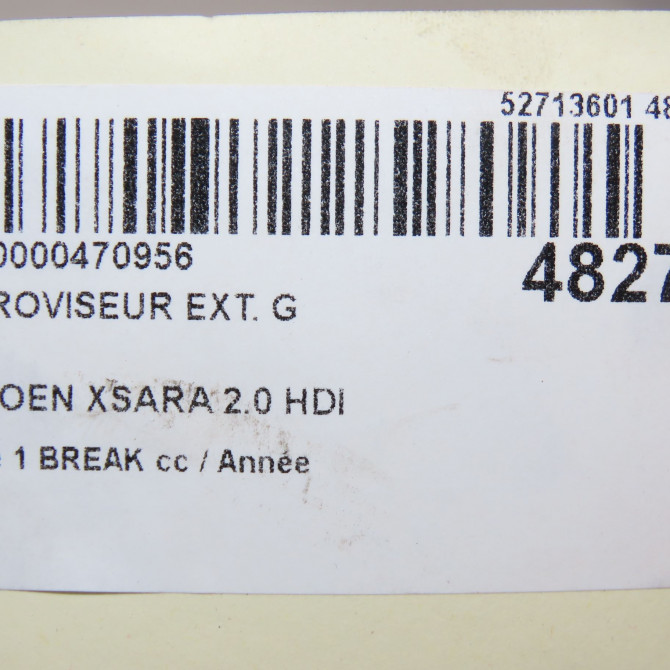 52713601 48
0000470956
4827
ROVISEUR EXT. G
OEN XSARA 2.0 HDI
1 BREAK cc / Année